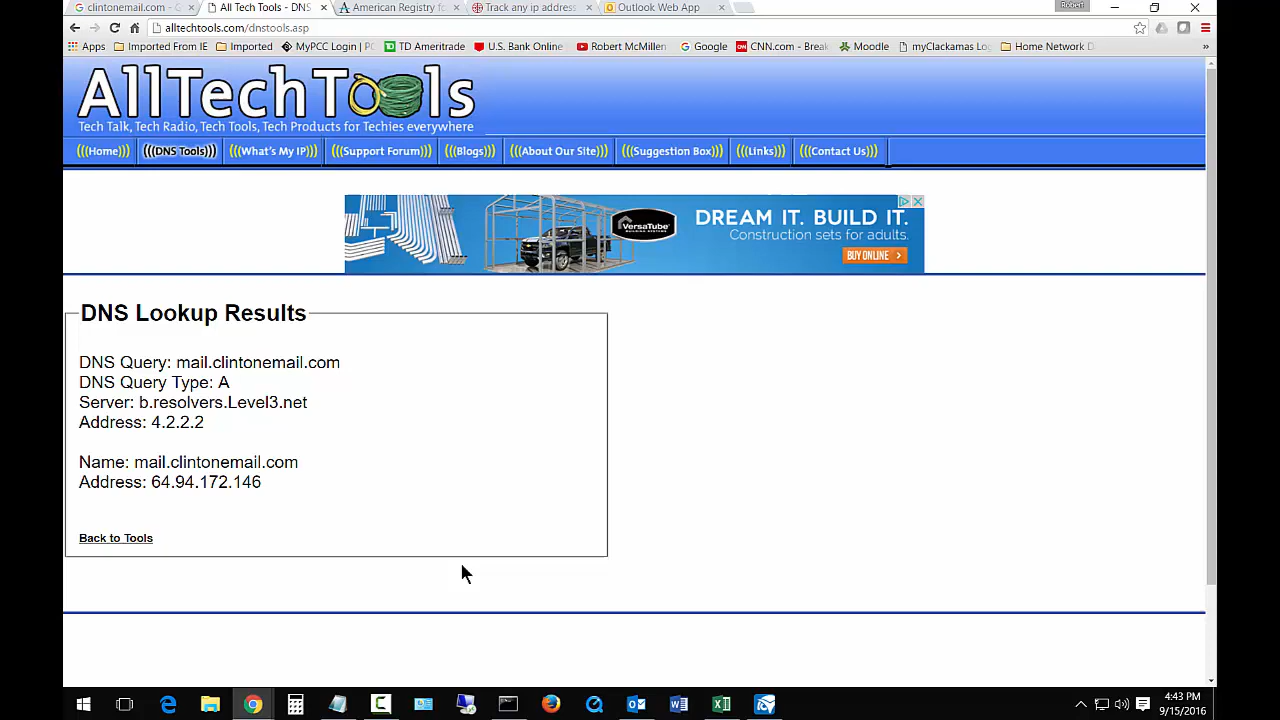 clintonemail.com - G
All Tech Tools - DNS
American Registry fo
Track any ip address
Outlook Web App
Robert
alltechtools.com/dnstools.asp
Apps
Imported From IE
Imported
MyPCC Login | PC
TD Ameritrade
U.S. Bank Online
Robert McMillen
Google
CNN.com - Break
Moodle
myClackamas Log
Home Network D
»
AllTechTools
Tech Talk, Tech Radio, Tech Tools, Tech Products for Techies everywhere
(((Home)))
(((DNS Tools)))
(((What's My IP)))
(((Support Forum)))
(((Blogs)))
(((About Our Site)))
(((Suggestion Box)))
(((Links)))
(((Contact Us)))
VERSATUBE
BUILDING SYSTEMS
DREAM IT. BUILD IT.
Construction sets for adults.
BUY ONLINE >
DNS Lookup Results
DNS Query: mail.clintonemail.com
DNS Query Type: A
Server: b.resolvers.Level3.net
Address: 4.2.2.2
Name: mail.clintonemail.com
Address: 64.94.172.146
Back to Tools
4:43 PM
9/15/2016